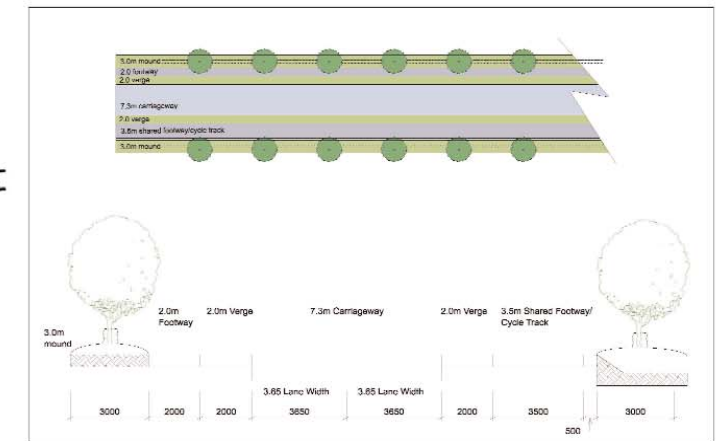 3.0m mound
2.0 footway
2.0 verge
7.3m carriageway
2.0 verge
3.5m shared footway/cycle track
3.0m mound
2.0m Footway
2.0m Verge
7.3m Carriageway
2.0m Verge
3.5m Shared Footway/
Cycle Track
3.0m
mound
3.65 Lane Width
3.65 Lane Width
3000
2000
2000
3650
3650
2000
3500
3000
500